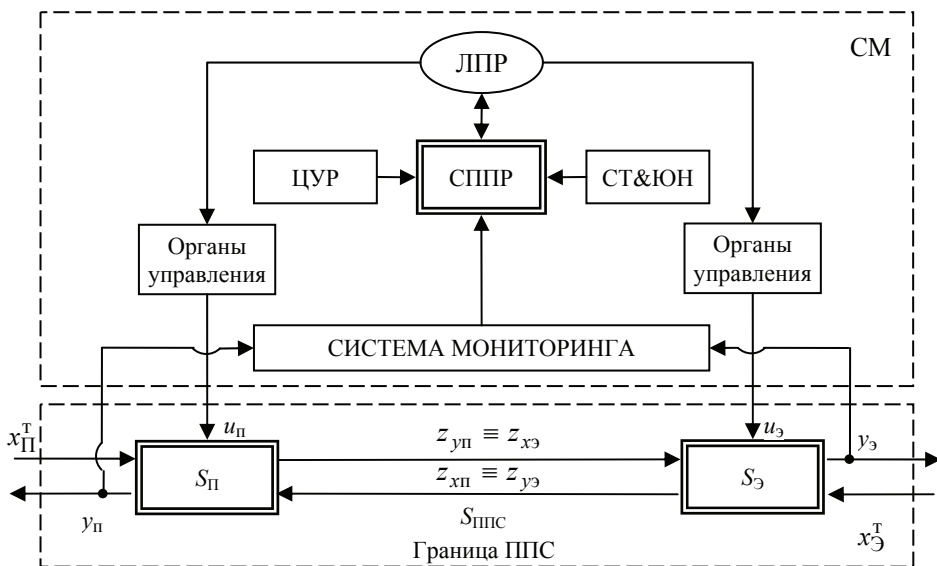 СМ
ЛПР
ЦУР
СППР
СТ&ЮН
Органы
управления
Органы
управления
СИСТЕМА МОНИТОРИНГА
x_П^т
u_п
z_yп ≡ z_xэ
u_э
y_э
S_П
z_xп ≡ z_yэ
S_Э
y_п
S_ППС
x_Э^т
Граница ППС